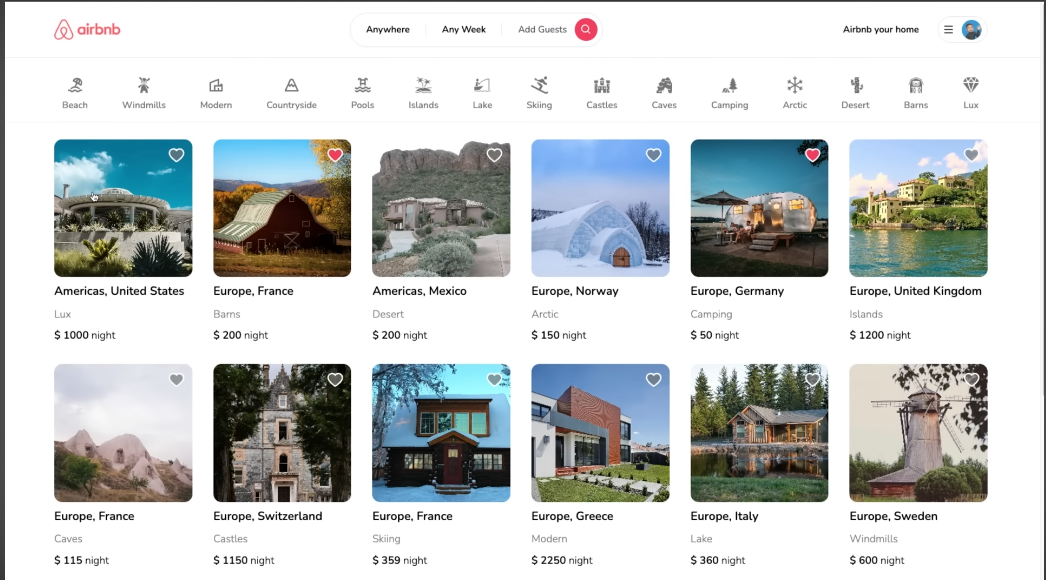 airbnb
Anywhere Any Week Add Guests
Airbnb your home
Beach Windmills Modern Countryside Pools Islands Lake Skiing Castles Caves Camping Arctic Desert Barns Lux
Americas, United States
Lux
$ 1000 night
Europe, France
Barns
$ 200 night
Americas, Mexico
Desert
$ 200 night
Europe, Norway
Arctic
$ 150 night
Europe, Germany
Camping
$ 50 night
Europe, United Kingdom
Islands
$ 1200 night
Europe, France
Caves
$ 115 night
Europe, Switzerland
Castles
$ 1150 night
Europe, France
Skiing
$ 359 night
Europe, Greece
Modern
$ 2250 night
Europe, Italy
Lake
$ 360 night
Europe, Sweden
Windmills
$ 600 night